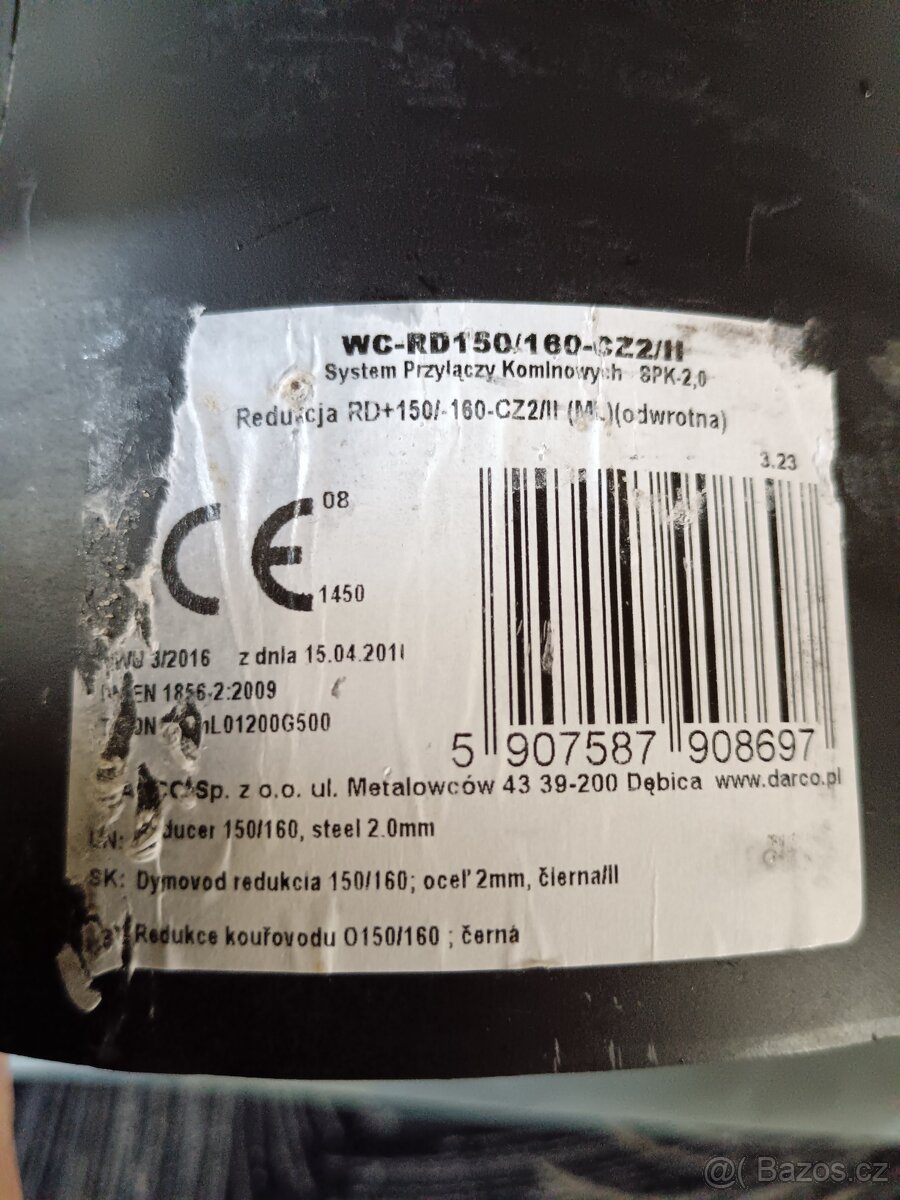 WC-RD150/160-CZ2/II
System Przyłączy Kominowych SPK-2,0
Redukcja RD+150/-160-CZ2/II (ML)(odwrotna)
3.23
CE 08
1450
3/2016 z dnia 15.04.201
EN 1856-2:2009
L01200G500
5 907587 908697
Sp. z o.o. ul. Metalowców 43 39-200 Dębica www.darco.pl
ducer 150/160, steel 2.0mm
SK: Dymovod redukcia 150/160; oceľ 2mm, čierna/II
Redukce kouřovodu O150/160 ; černá
@( Bazos.cz